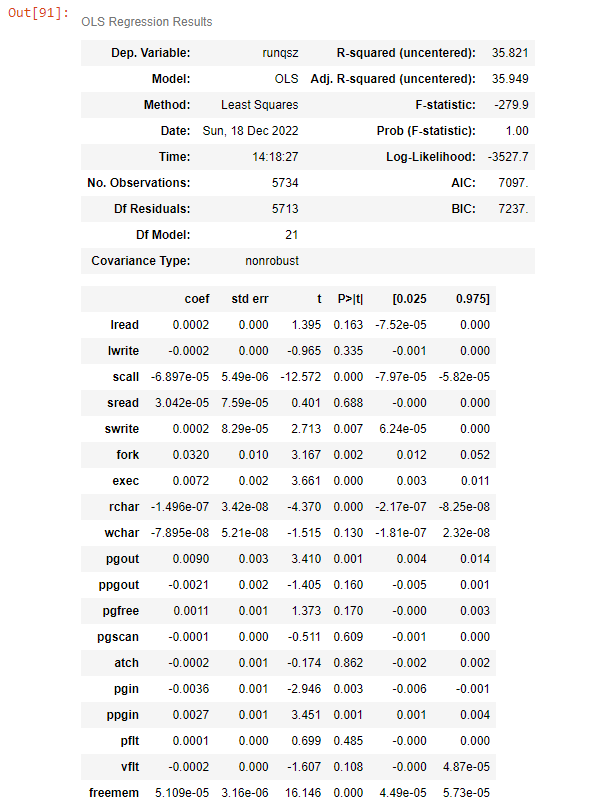 Out[91]:
OLS Regression Results
Dep. Variable: runqsz R-squared (uncentered): 35.821
Model: OLS Adj. R-squared (uncentered): 35.949
Method: Least Squares F-statistic: -279.9
Date: Sun, 18 Dec 2022 Prob (F-statistic): 1.00
Time: 14:18:27 Log-Likelihood: -3527.7
No. Observations: 5734 AIC: 7097.
Df Residuals: 5713 BIC: 7237.
Df Model: 21
Covariance Type: nonrobust
coef std err t P>|t| [0.025 0.975]
lread 0.0002 0.000 1.395 0.163 -7.52e-05 0.000
lwrite -0.0002 0.000 -0.965 0.335 -0.001 0.000
scall -6.897e-05 5.49e-06 -12.572 0.000 -7.97e-05 -5.82e-05
sread 3.042e-05 7.59e-05 0.401 0.688 -0.000 0.000
swrite 0.0002 8.29e-05 2.713 0.007 6.24e-05 0.000
fork 0.0320 0.010 3.167 0.002 0.012 0.052
exec 0.0072 0.002 3.661 0.000 0.003 0.011
rchar -1.496e-07 3.42e-08 -4.370 0.000 -2.17e-07 -8.25e-08
wchar -7.895e-08 5.21e-08 -1.515 0.130 -1.81e-07 2.32e-08
pgout 0.0090 0.003 3.410 0.001 0.004 0.014
ppgout -0.0021 0.002 -1.405 0.160 -0.005 0.001
pgfree 0.0011 0.001 1.373 0.170 -0.000 0.003
pgscan -0.0001 0.000 -0.511 0.609 -0.001 0.000
atch -0.0002 0.001 -0.174 0.862 -0.002 0.002
pgin -0.0036 0.001 -2.946 0.003 -0.006 -0.001
ppgin 0.0027 0.001 3.451 0.001 0.001 0.004
pflt 0.0001 0.000 0.699 0.485 -0.000 0.000
vflt -0.0002 0.000 -1.607 0.108 -0.000 4.87e-05
freemem 5.109e-05 3.16e-06 16.146 0.000 4.49e-05 5.73e-05